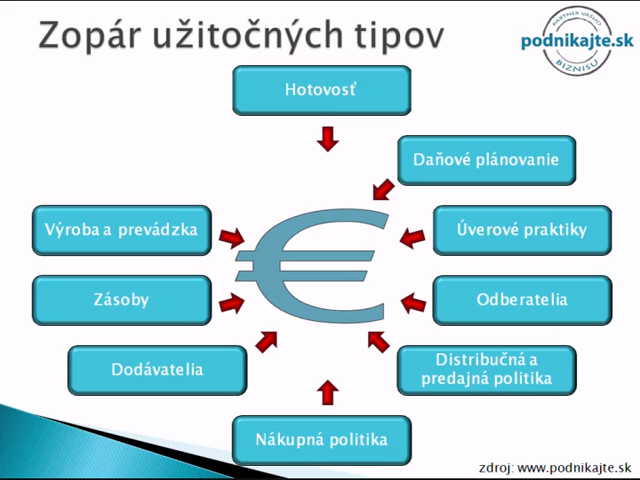 Zopár užitočných tipov
PARTNER VÁŠHO
podnikajte.sk
BIZNISU
Hotovosť
Daňové plánovanie
Výroba a prevádzka
Úverové praktiky
€
Zásoby
Odberatelia
Dodávatelia
Distribučná a
predajná politika
Nákupná politika
zdroj: www.podnikajte.sk